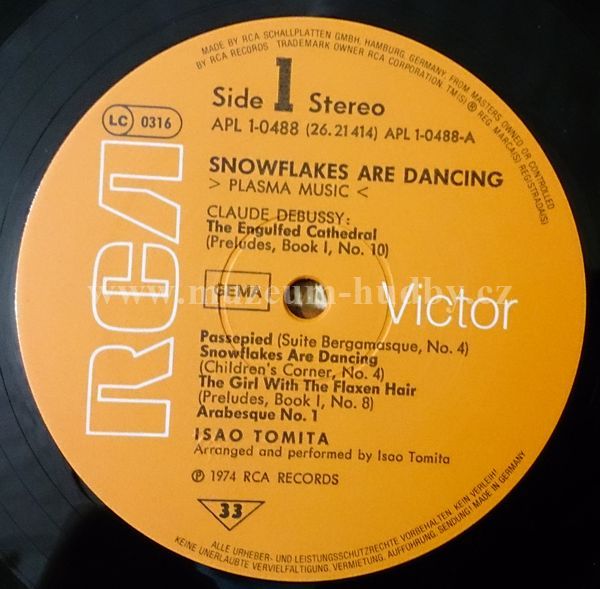 MADE BY RCA SCHALLPLATTEN GMBH, HAMBURG, GERMANY, FROM MASTERS OWNED OR CONTROLLED
BY RCA RECORDS TRADEMARK OWNER RCA CORPORATION. TM(S) ® REG. MARCA(S) REGISTRADA(S)
Side 1 Stereo
LC 0316
APL 1-0488 (26.21414) APL 1-0488-A
SNOWFLAKES ARE DANCING
> PLASMA MUSIC <
CLAUDE DEBUSSY:
The Engulfed Cathedral
(Preludes, Book I, No. 10)
RCA
GEMA
Victor
www.muzeum-hudby.cz
Passepied (Suite Bergamasque, No. 4)
Snowflakes Are Dancing
(Children's Corner, No. 4)
The Girl With The Flaxen Hair
(Preludes, Book I, No. 8)
Arabesque No. 1
ISAO TOMITA
Arranged and performed by Isao Tomita
℗ 1974 RCA RECORDS
33
ALLE URHEBER- UND LEISTUNGSSCHUTZRECHTE VORBEHALTEN. KEIN VERLEIH!
KEINE UNERLAUBTE VERVIELFÄLTIGUNG, VERMIETUNG, AUFFÜHRUNG, SENDUNG! MADE IN GERMANY